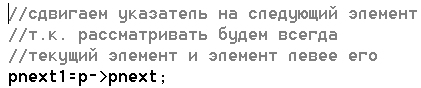 //сдвигаем указатель на следующий элемент
//т.к. рассматривать будем всегда
//текущий элемент и элемент левее его
pnext1=p->pnext;